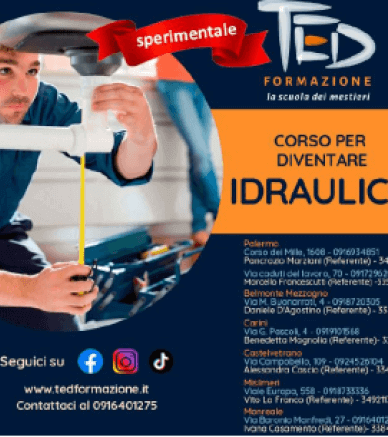 sperimentale
TED
FORMAZIONE
la scuola dei mestieri
CORSO PER
DIVENTARE
IDRAULIC
Palermo
Corso dei Mille, 1608 - 0916934851
Pancrazio Marziani (Referente) - 34
Via caduti del lavoro, 70 -
Marcello Francescutti (Referente) -
Belmonte Mezzagno
Via M. Buonarroti, 4 - 0918720305
Daniele D'Agostino (Referente) -
Carini
Via G. Pascoli, 4 - 0919101568
Benedetto Magnolia (Referente) -
Castelvetrano
Via Campobello, 109 - 0924526104
Alessandra Cascio (Referente) - 334
Misilmeri
Viale Europa, 558 - 0918733336
Vito La Franca (Referente) -
Monreale
Via Baronio Manfredi, 27 -
Ivana Casamento (Referente) -
Seguici su
www.tedformazione.it
Contattaci al 0916401275